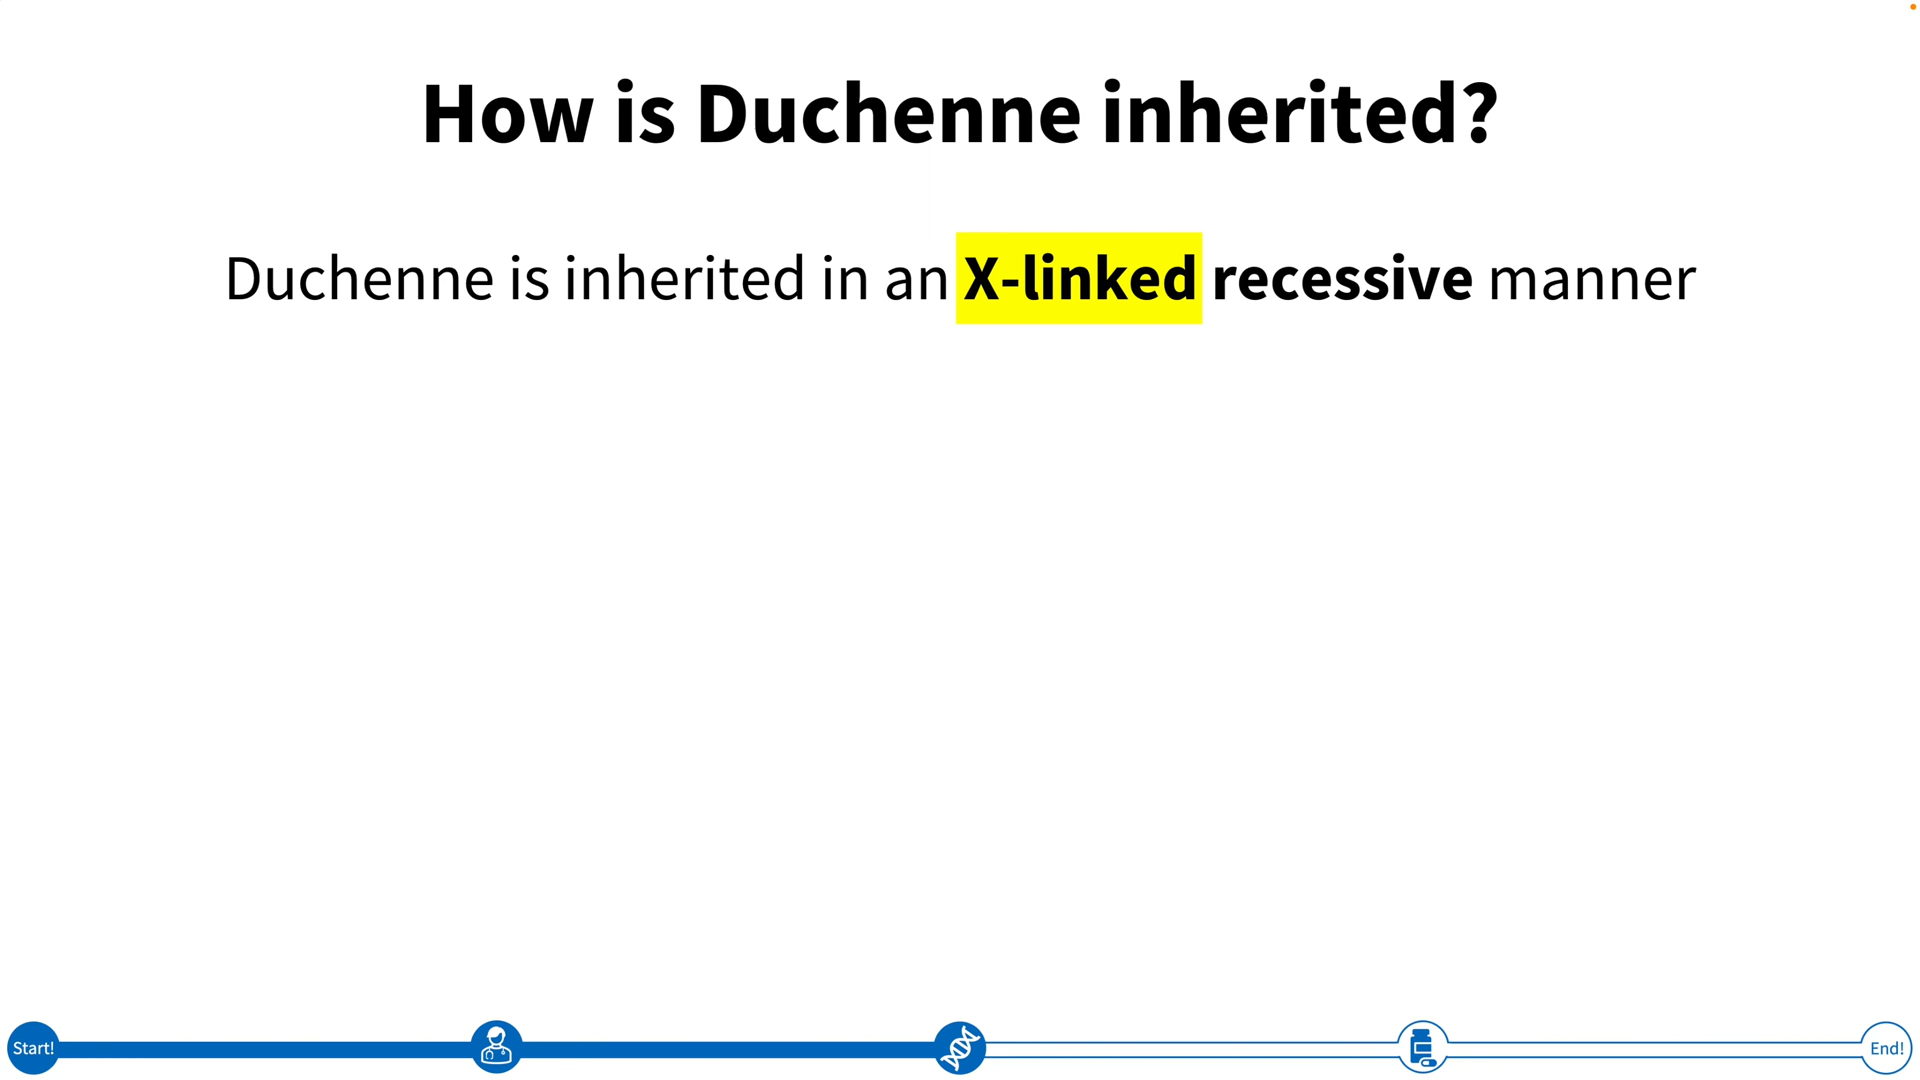 How is Duchenne inherited?
Duchenne is inherited in an X-linked recessive manner
Start!
End!